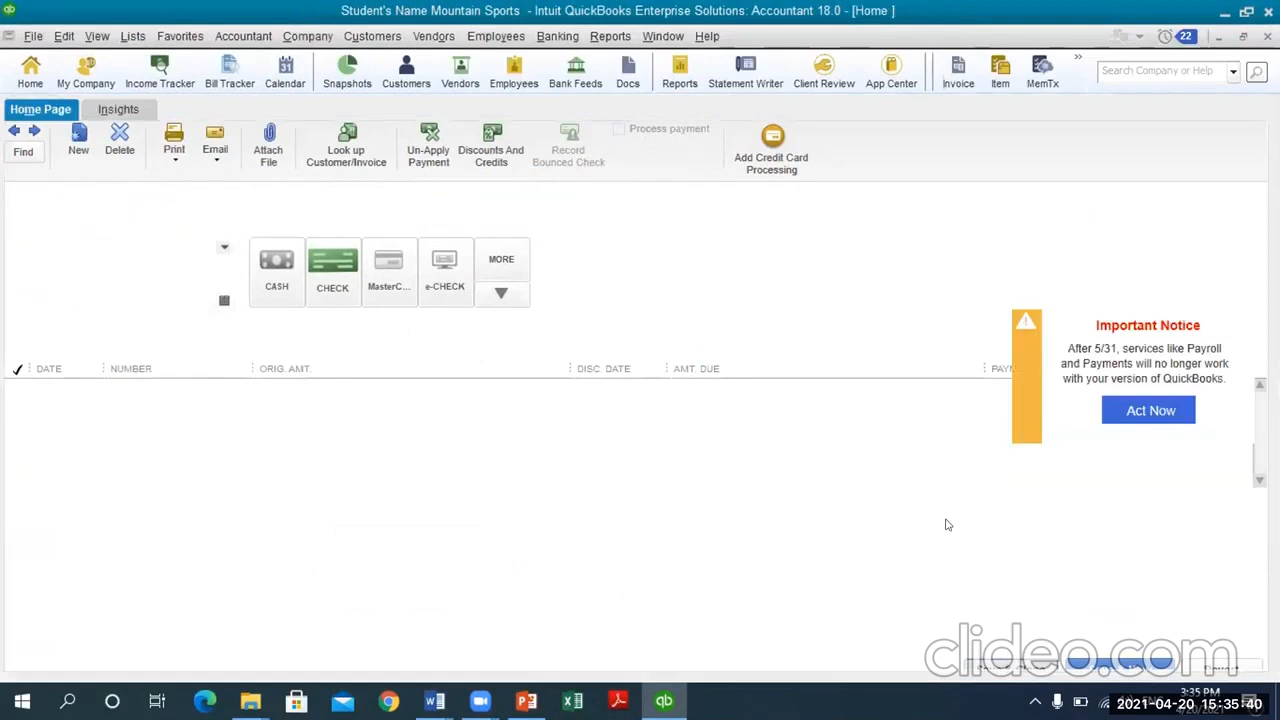 Student's Name Mountain Sports - Intuit QuickBooks Enterprise Solutions: Accountant 18.0 - [Home ]
File Edit View Lists Favorites Accountant Company Customers Vendors Employees Banking Reports Window Help 22
Home My Company Income Tracker Bill Tracker Calendar Snapshots Customers Vendors Employees Bank Feeds Docs Reports Statement Writer Client Review App Center Invoice Item MemTx Search Company or Help
Home Page Insights
Find New Delete Print Email Attach File Look up Customer/Invoice Un-Apply Payment Discounts And Credits Record Bounced Check Process payment Add Credit Card Processing
CASH CHECK MasterC... e-CHECK MORE
Important Notice
After 5/31, services like Payroll
and Payments will no longer work
with your version of QuickBooks.
Act Now
DATE NUMBER ORIG. AMT. DISC. DATE AMT. DUE
clideo.com
3:35 PM
2021-04-20 15:35:40